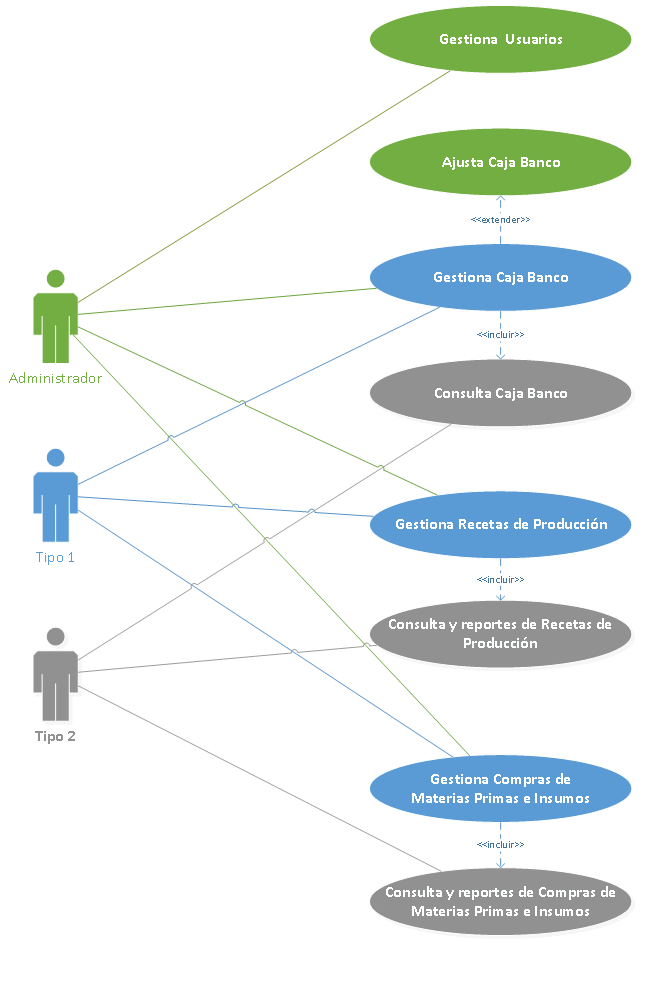 Gestiona Usuarios
Ajusta Caja Banco
<<extender>>
Gestiona Caja Banco
<<incluir>>
Administrador
Consulta Caja Banco
Gestiona Recetas de Producción
Tipo 1
<<incluir>>
Consulta y reportes de Recetas de
Producción
Tipo 2
Gestiona Compras de
Materias Primas e Insumos
<<incluir>>
Consulta y reportes de Compras de
Materias Primas e Insumos